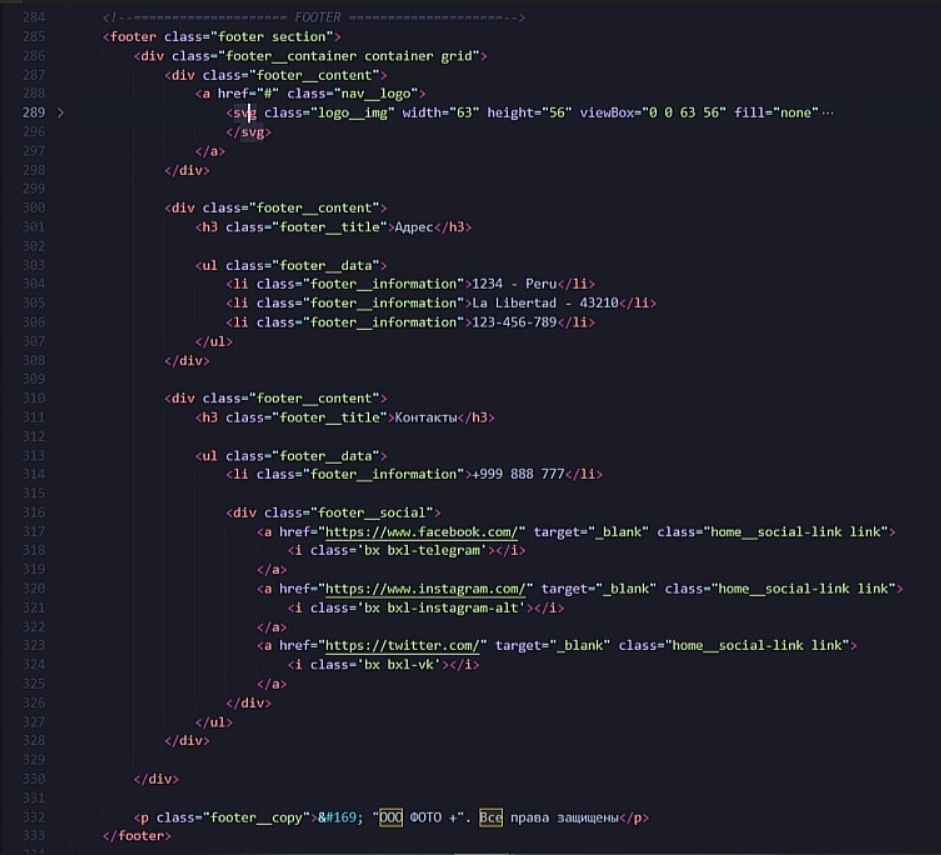 284 <!--==================== FOOTER ====================-->
285 <footer class="footer section">
286 <div class="footer__container container grid">
287 <div class="footer__content">
288 <a href="#" class="nav__logo">
289 <svg class="logo__img" width="63" height="56" viewBox="0 0 63 56" fill="none"···
296 </svg>
297 </a>
298 </div>
299
300 <div class="footer__content">
301 <h3 class="footer__title">Адрес</h3>
302
303 <ul class="footer__data">
304 <li class="footer__information">1234 - Peru</li>
305 <li class="footer__information">La Libertad - 43210</li>
306 <li class="footer__information">123-456-789</li>
307 </ul>
308 </div>
309
310 <div class="footer__content">
311 <h3 class="footer__title">Контакты</h3>
312
313 <ul class="footer__data">
314 <li class="footer__information">+999 888 777</li>
315
316 <div class="footer__social">
317 <a href="https://www.facebook.com/" target="_blank" class="home__social-link link">
318 <i class='bx bxl-telegram'></i>
319 </a>
320 <a href="https://www.instagram.com/" target="_blank" class="home__social-link link">
321 <i class='bx bxl-instagram-alt'></i>
322 </a>
323 <a href="https://twitter.com/" target="_blank" class="home__social-link link">
324 <i class='bx bxl-vk'></i>
325 </a>
326 </div>
327 </ul>
328 </div>
329
330 </div>
331
332 <p class="footer__copy">&#169; "ООО ФОТО +". Все права защищены</p>
333 </footer>